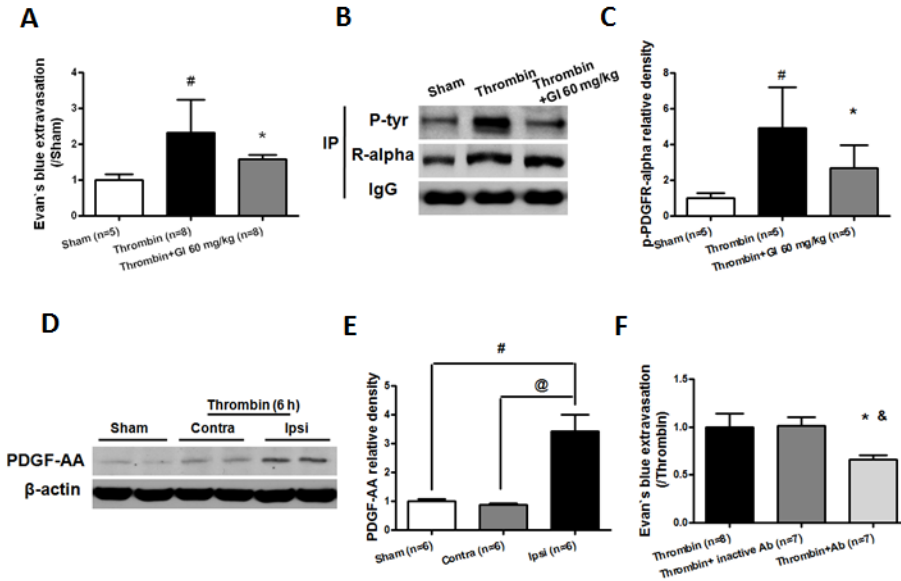 A
Evan`s blue extravasation
(/Sham)
4
3
2
1
0
#
*
Sham (n=5)
Thrombin (n=8)
Thrombin+GI 60 mg/kg (n=8)
B
Sham
Thrombin
Thrombin
+GI 60 mg/kg
IP
P-tyr
R-alpha
IgG
C
p-PDGFR-alpha relative density
8
6
4
2
0
#
*
Sham (n=5)
Thrombin (n=5)
Thrombin+GI 60 mg/kg (n=5)
D
Thrombin (6 h)
Sham
Contra
Ipsi
PDGF-AA
β-actin
E
PDGF-AA relative density
5
4
3
2
1
0
#
@
Sham (n=6)
Contra (n=6)
Ipsi (n=6)
F
Evan`s blue extravasation
(/Thrombin)
1.5
1.0
0.5
0.0
* &
Thrombin (n=8)
Thrombin+ inactive Ab (n=7)
Thrombin+Ab (n=7)